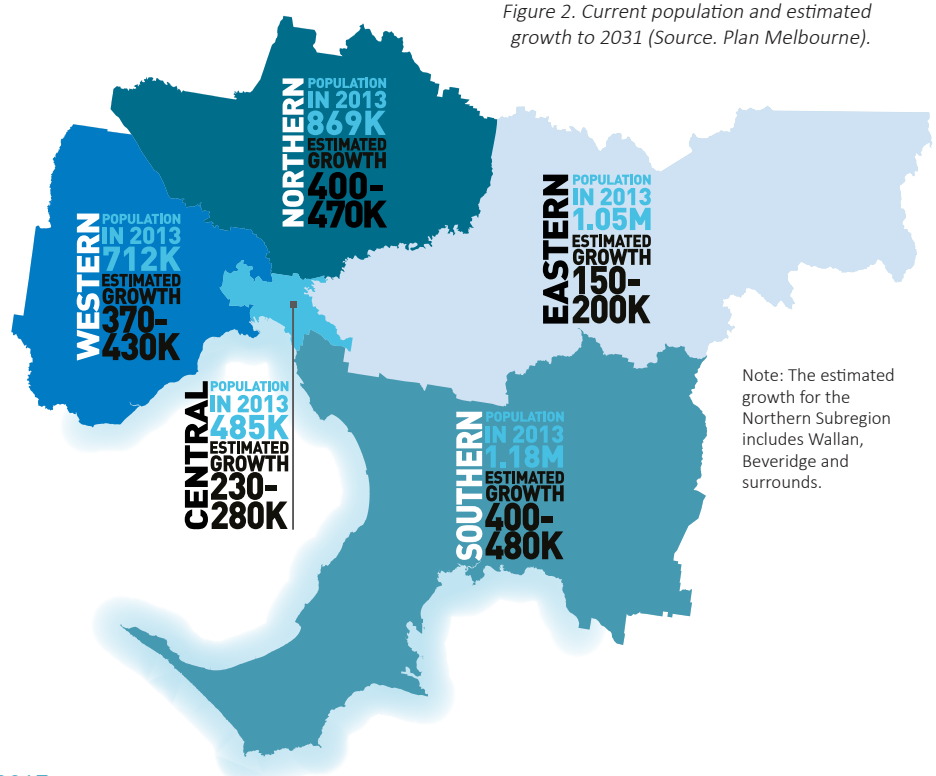 Figure 2. Current population and estimated
growth to 2031 (Source. Plan Melbourne).
NORTHERN
POPULATION
IN 2013
869K
ESTIMATED
GROWTH
400-
470K
EASTERN
POPULATION
IN 2013
1.05M
ESTIMATED
GROWTH
150-
200K
WESTERN
POPULATION
IN 2013
712K
ESTIMATED
GROWTH
370-
430K
CENTRAL
POPULATION
IN 2013
485K
ESTIMATED
GROWTH
230-
280K
SOUTHERN
POPULATION
IN 2013
1.18M
ESTIMATED
GROWTH
400-
480K
Note: The estimated
growth for the
Northern Subregion
includes Wallan,
Beveridge and
surrounds.